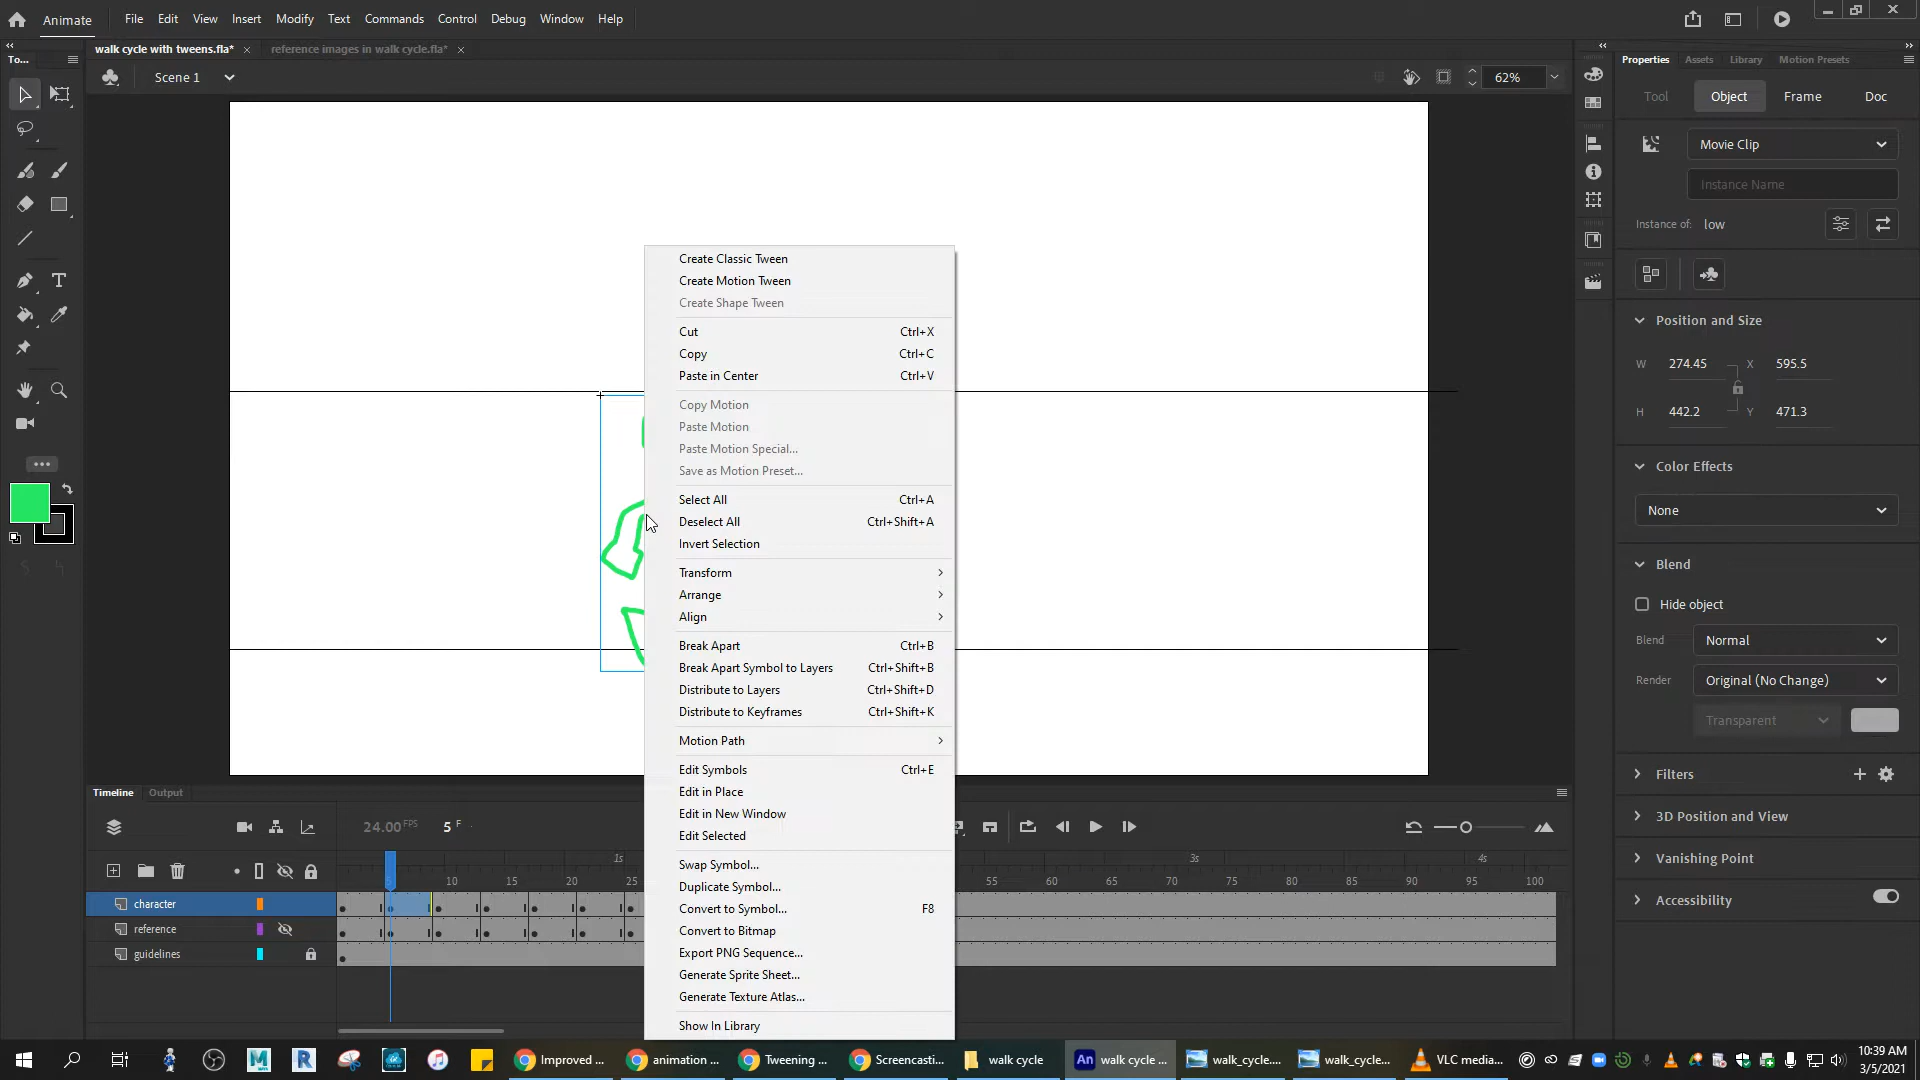 Animate File Edit View Insert Modify Text Commands Control Debug Window Help
walk cycle with tweens.fla* × reference images in walk cycle.fla* ×
To...
Scene 1
62%
Properties Assets Library Motion Presets
Tool Object Frame Doc
Movie Clip
Instance Name
Instance of: low
Position and Size
W 274.45 X 595.5
H 442.2 Y 471.3
Color Effects
None
Blend
Hide object
Blend Normal
Render Original (No Change)
Transparent
Filters
3D Position and View
Vanishing Point
Accessibility
Create Classic Tween
Create Motion Tween
Create Shape Tween
Cut Ctrl+X
Copy Ctrl+C
Paste in Center Ctrl+V
Copy Motion
Paste Motion
Paste Motion Special...
Save as Motion Preset...
Select All Ctrl+A
Deselect All Ctrl+Shift+A
Invert Selection
Transform
Arrange
Align
Break Apart Ctrl+B
Break Apart Symbol to Layers Ctrl+Shift+B
Distribute to Layers Ctrl+Shift+D
Distribute to Keyframes Ctrl+Shift+K
Motion Path
Edit Symbols Ctrl+E
Edit in Place
Edit in New Window
Edit Selected
Swap Symbol...
Duplicate Symbol...
Convert to Symbol... F8
Convert to Bitmap
Export PNG Sequence...
Generate Sprite Sheet...
Generate Texture Atlas...
Show In Library
Timeline Output
24.00 FPS 5 F
1s 3s 4s
10 15 20 25 55 60 65 70 75 80 85 90 95 100
character
reference
guidelines
Improved ... animation ... Tweening ... Screencasti... walk cycle An walk cycle ... walk_cycle.... walk_cycle... VLC media...
10:39 AM
3/5/2021